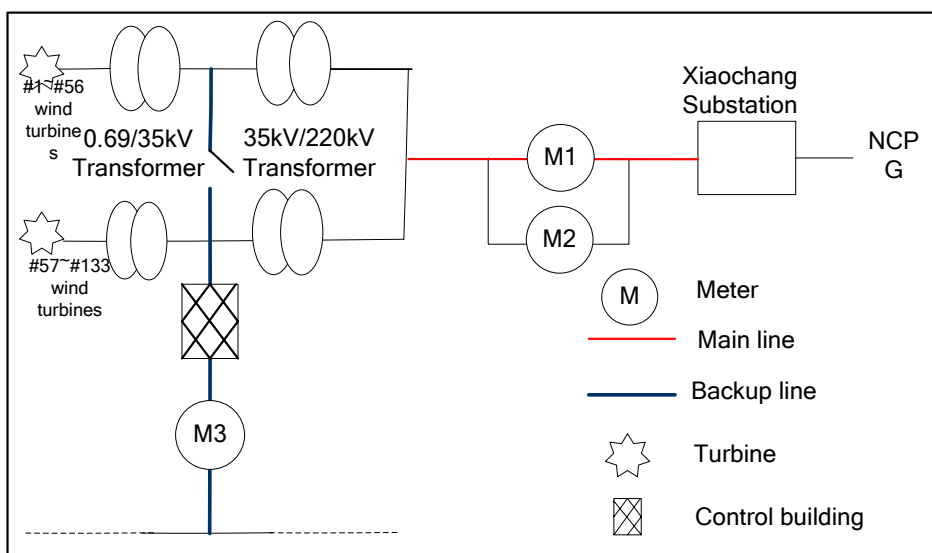 #1~#56
wind
turbine
s
0.69/35kV
Transformer
35kV/220kV
Transformer
#57~#133
wind
turbines
M1
M2
M3
Xiaochang
Substation
NCP
G
M
Meter
Main line
Backup line
Turbine
Control building